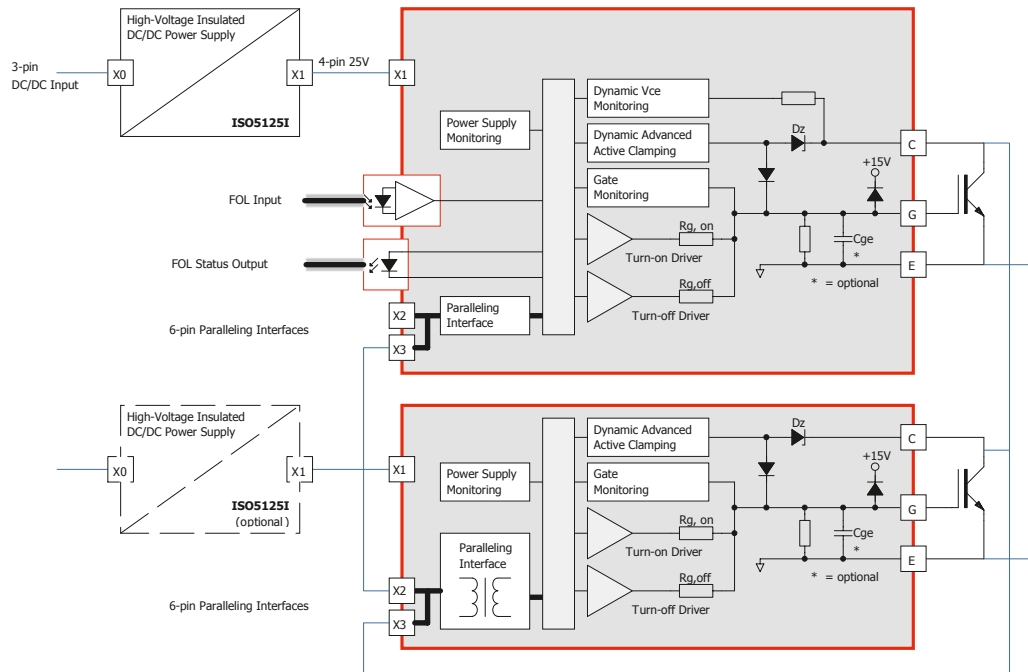 High-Voltage Insulated
DC/DC Power Supply
3-pin
DC/DC Input
X0
X1
4-pin 25V
X1
ISO5125I
Power Supply
Monitoring
Dynamic Vce
Monitoring
Dynamic Advanced
Active Clamping
Dz
C
+15V
FOL Input
Gate
Monitoring
G
Rg, on
Turn-on Driver
Cge
*
FOL Status Output
E
Rg,off
* = optional
Turn-off Driver
6-pin Paralleling Interfaces
X2
X3
Paralleling
Interface
High-Voltage Insulated
DC/DC Power Supply
X0
X1
X1
ISO5125I
(optional )
Power Supply
Monitoring
Dynamic Advanced
Active Clamping
Dz
C
+15V
Gate
Monitoring
G
Rg, on
Turn-on Driver
Cge
*
Paralleling
Interface
E
Rg,off
* = optional
Turn-off Driver
6-pin Paralleling Interfaces
X2
X3